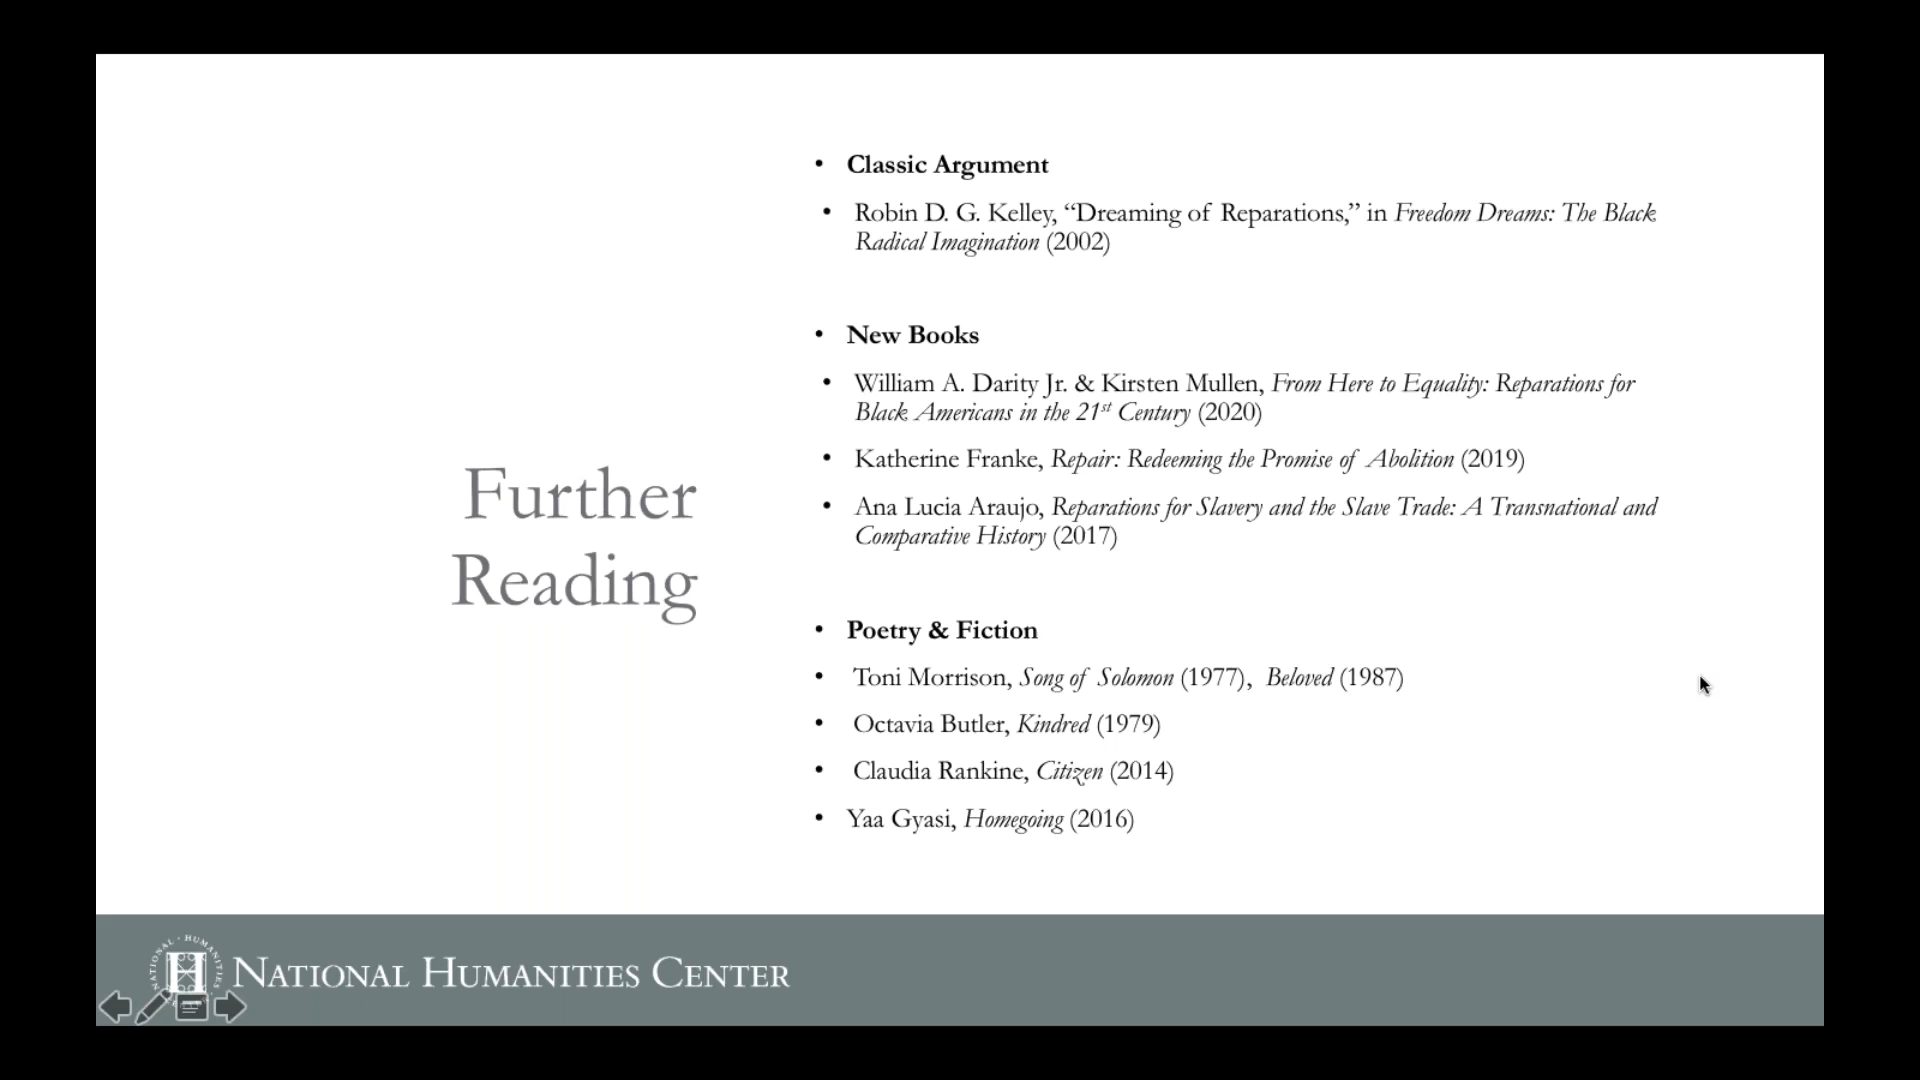 Further
Reading
• Classic Argument
• Robin D. G. Kelley, “Dreaming of Reparations,” in Freedom Dreams: The Black
Radical Imagination (2002)
• New Books
• William A. Darity Jr. & Kirsten Mullen, From Here to Equality: Reparations for
Black Americans in the 21st Century (2020)
• Katherine Franke, Repair: Redeeming the Promise of Abolition (2019)
• Ana Lucia Araujo, Reparations for Slavery and the Slave Trade: A Transnational and
Comparative History (2017)
• Poetry & Fiction
• Toni Morrison, Song of Solomon (1977), Beloved (1987)
• Octavia Butler, Kindred (1979)
• Claudia Rankine, Citizen (2014)
• Yaa Gyasi, Homegoing (2016)
NATIONAL · HUMANITIES
H
NATIONAL HUMANITIES CENTER